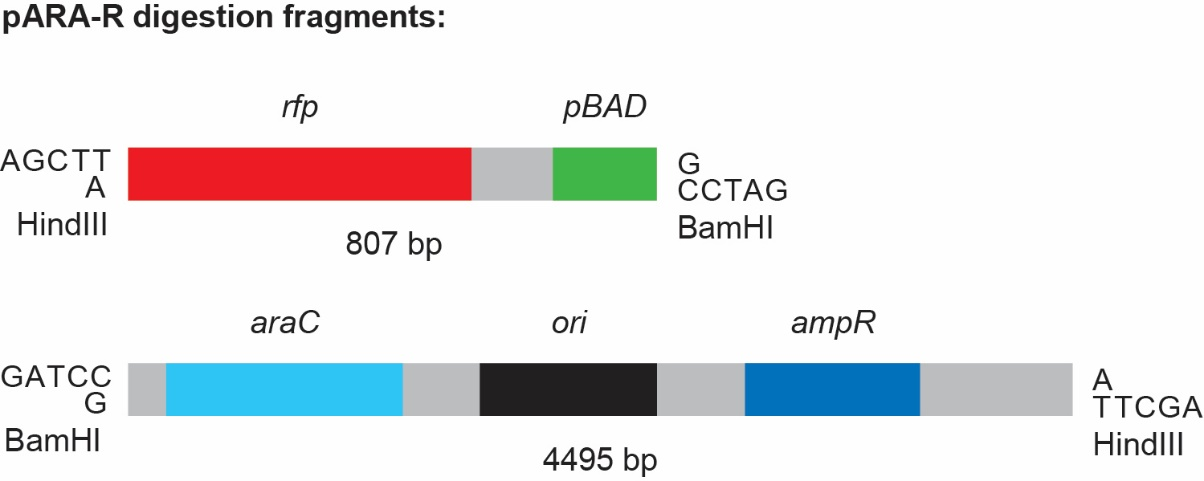 pARA-R digestion fragments:
rfp pBAD
AGCTT G
A CCTAG
HindIII BamHI
807 bp
araC ori ampR
GATCC A
G TTCGA
BamHI HindIII
4495 bp